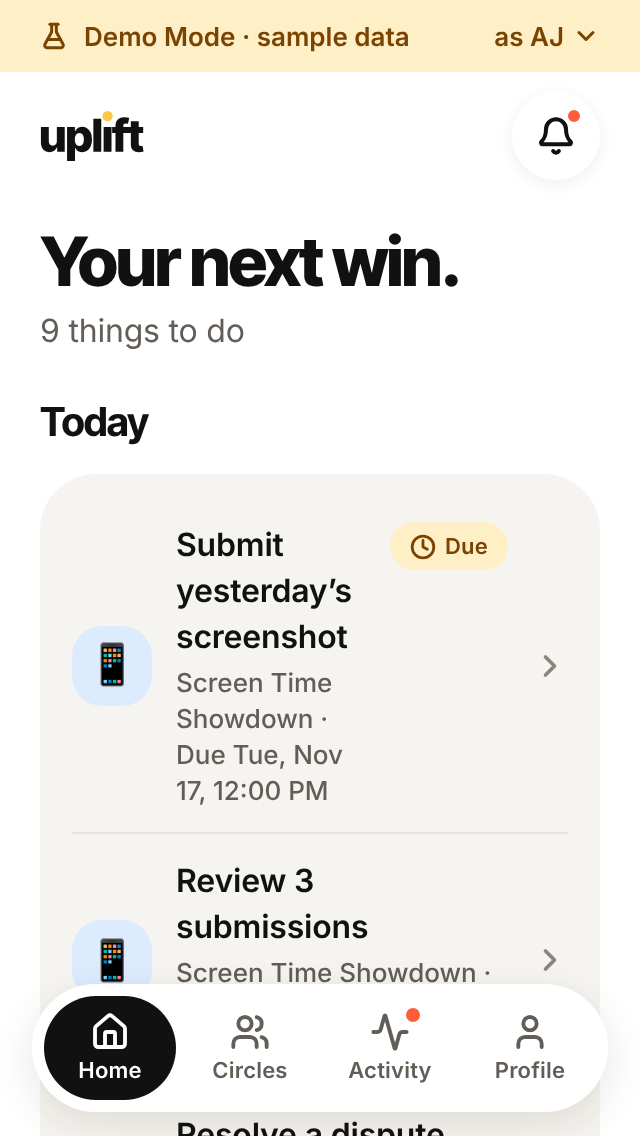 Demo Mode · sample data as AJ
uplift
Your next win.
9 things to do
Today
Submit
yesterday’s
screenshot
Due
Screen Time
Showdown ·
Due Tue, Nov
17, 12:00 PM
Review 3
submissions
Screen Time Showdown ·
Home
Circles
Activity
Profile
Resolve a dispute